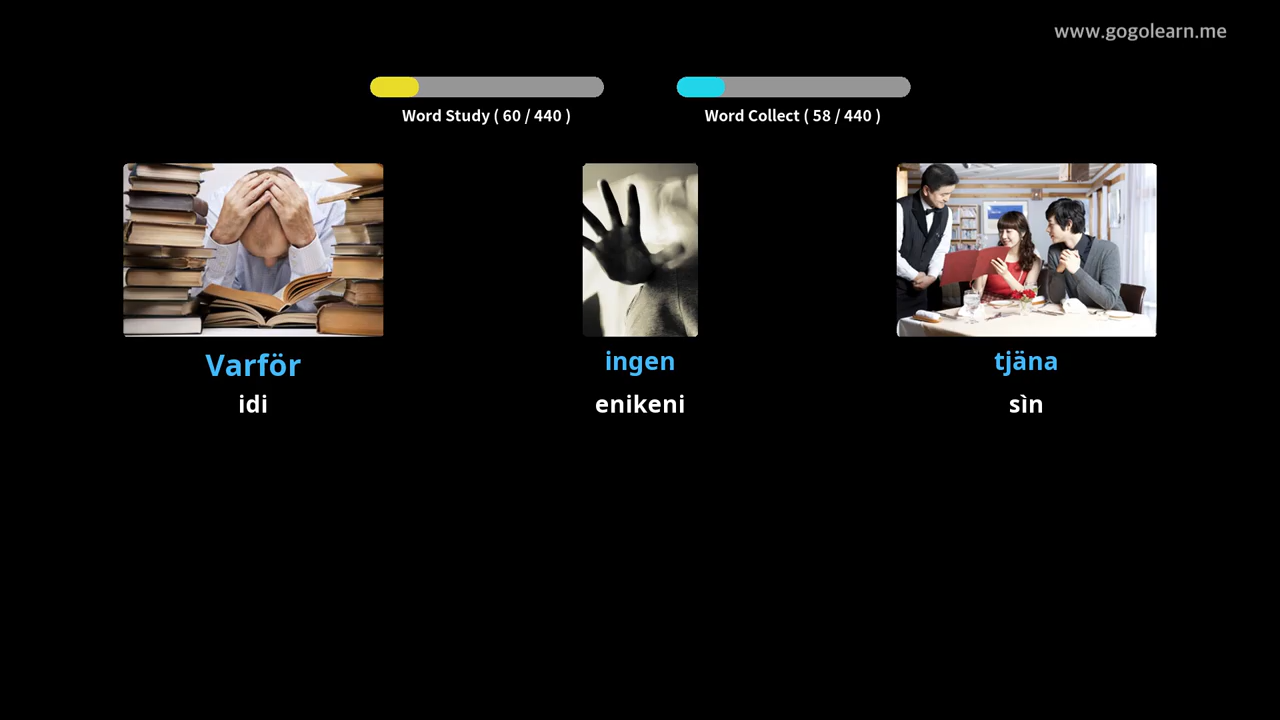 www.gogolearn.me
Word Study ( 60 / 440 )
Word Collect ( 58 / 440 )
Varför
ingen
tjäna
idi
enikeni
sìn